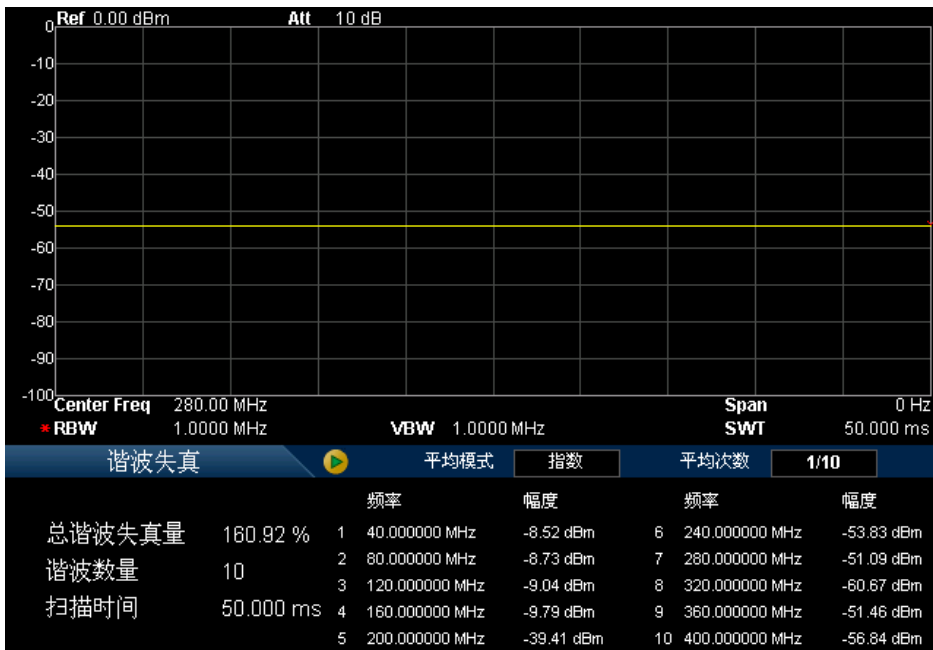 Ref 0.00 dBm Att 10 dB
0
-10
-20
-30
-40
-50
-60
-70
-80
-90
-100
Center Freq 280.00 MHz Span 0 Hz
* RBW 1.0000 MHz VBW 1.0000 MHz SWT 50.000 ms
谐波失真 平均模式 指数 平均次数 1/10
频率 幅度 频率 幅度
总谐波失真量 160.92 %
谐波数量 10
扫描时间 50.000 ms
1 40.000000 MHz -8.52 dBm 6 240.000000 MHz -53.83 dBm
2 80.000000 MHz -8.73 dBm 7 280.000000 MHz -51.09 dBm
3 120.000000 MHz -9.04 dBm 8 320.000000 MHz -60.67 dBm
4 160.000000 MHz -9.79 dBm 9 360.000000 MHz -51.46 dBm
5 200.000000 MHz -39.41 dBm 10 400.000000 MHz -56.84 dBm